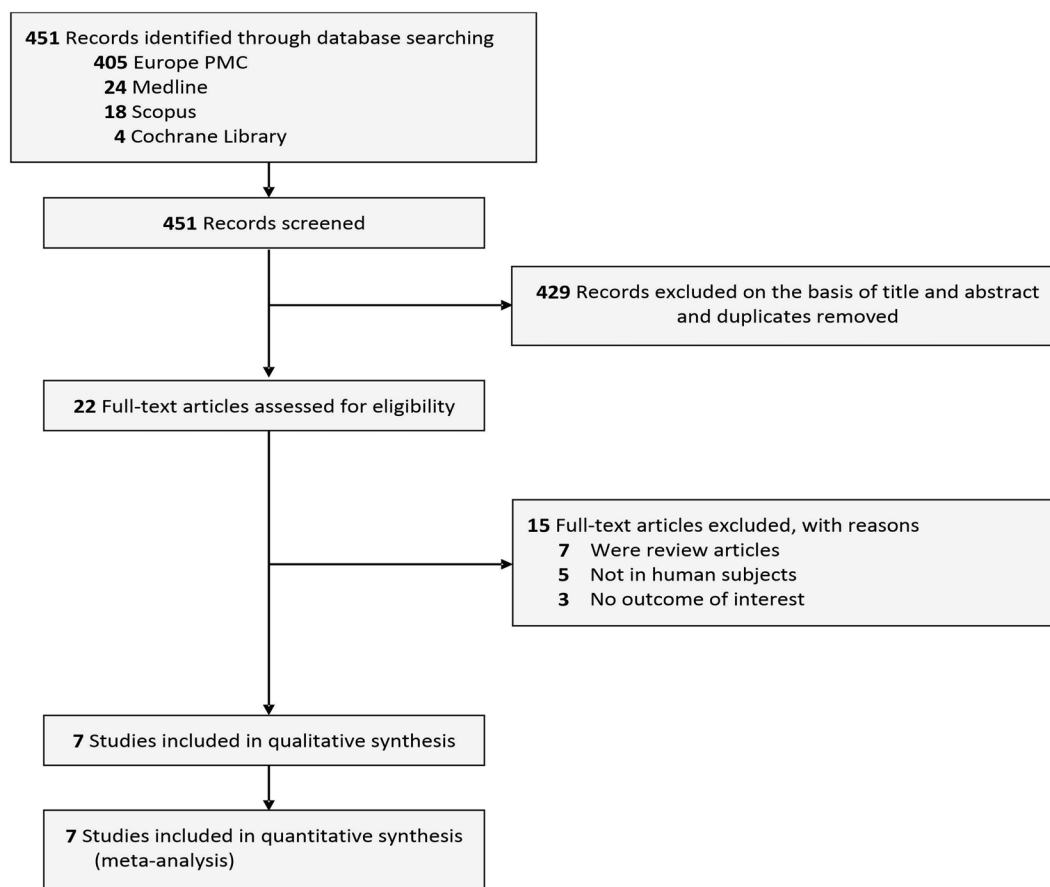 451 Records identified through database searching
405 Europe PMC
24 Medline
18 Scopus
4 Cochrane Library
451 Records screened
429 Records excluded on the basis of title and abstract
and duplicates removed
22 Full-text articles assessed for eligibility
15 Full-text articles excluded, with reasons
7 Were review articles
5 Not in human subjects
3 No outcome of interest
7 Studies included in qualitative synthesis
7 Studies included in quantitative synthesis
(meta-analysis)